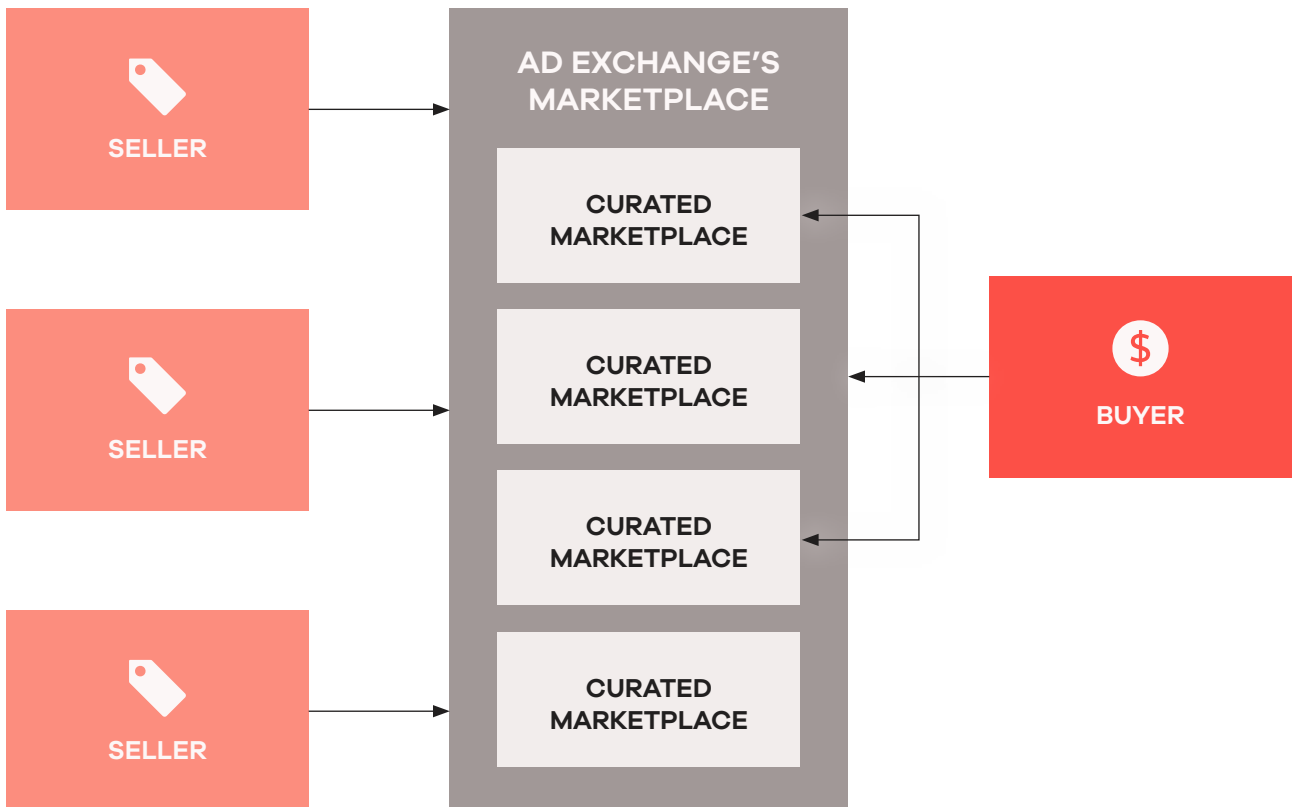 SELLER
SELLER
SELLER
AD EXCHANGE’S
MARKETPLACE
CURATED
MARKETPLACE
CURATED
MARKETPLACE
CURATED
MARKETPLACE
CURATED
MARKETPLACE
$
BUYER